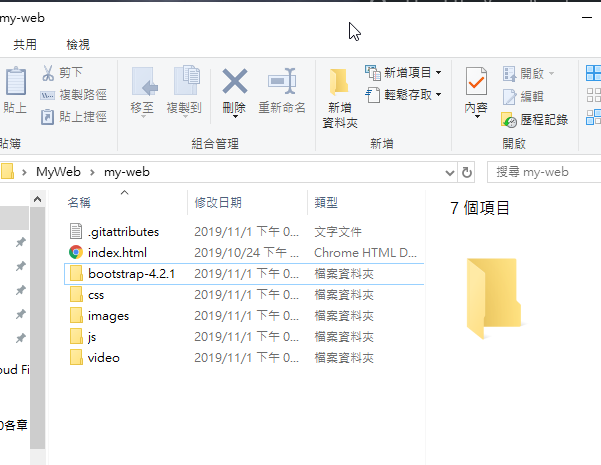 my-web
共用 檢視
貼上 剪下 複製路徑 貼上捷徑
移至 複製到 刪除 重新命名
新增資料夾 新增項目 輕鬆存取
內容 開啟 編輯 歷程記錄
貼簿 組合管理 新增 開啟
MyWeb my-web 搜尋 my-web
名稱 修改日期 類型
7 個項目
.gitattributes 2019/11/1 下午 0... 文字文件
index.html 2019/10/24 下午 ... Chrome HTML D...
bootstrap-4.2.1 2019/11/1 下午 0... 檔案資料夾
css 2019/11/1 下午 0... 檔案資料夾
images 2019/11/1 下午 0... 檔案資料夾
js 2019/11/1 下午 0... 檔案資料夾
video 2019/11/1 下午 0... 檔案資料夾
oud Fi
0各章